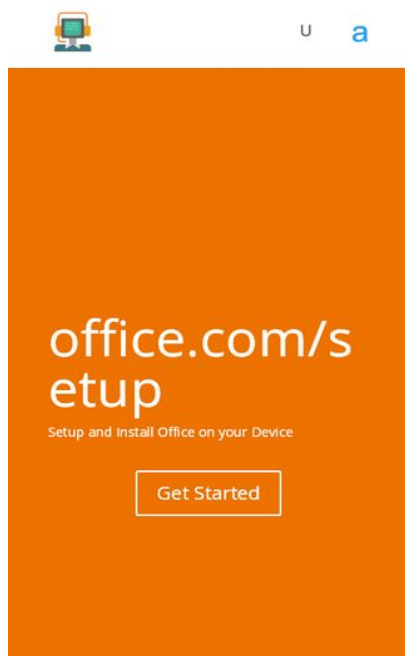 U a
office.com/s
etup
Setup and Install Office on your Device
Get Started